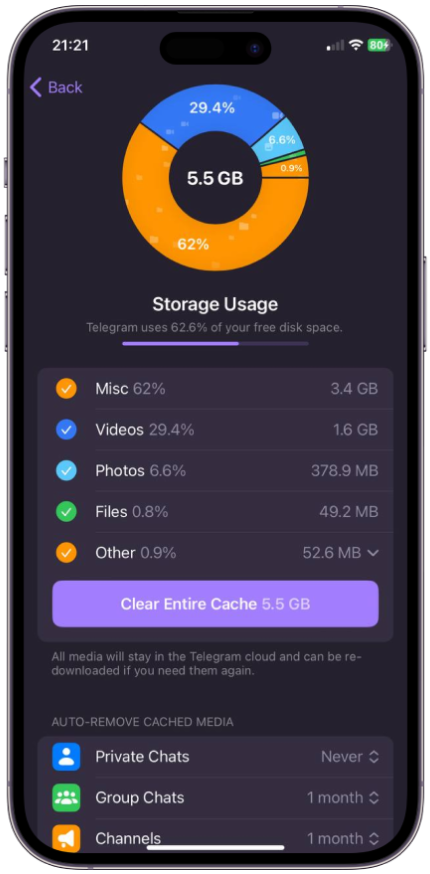 21:21
80
Back
29.4%
6.6%
0.9%
5.5 GB
62%
Storage Usage
Telegram uses 62.6% of your free disk space.
Misc 62% 3.4 GB
Videos 29.4% 1.6 GB
Photos 6.6% 378.9 MB
Files 0.8% 49.2 MB
Other 0.9% 52.6 MB
Clear Entire Cache 5.5 GB
All media will stay in the Telegram cloud and can be re-
downloaded if you need them again.
AUTO-REMOVE CACHED MEDIA
Private Chats Never
Group Chats 1 month
Channels 1 month